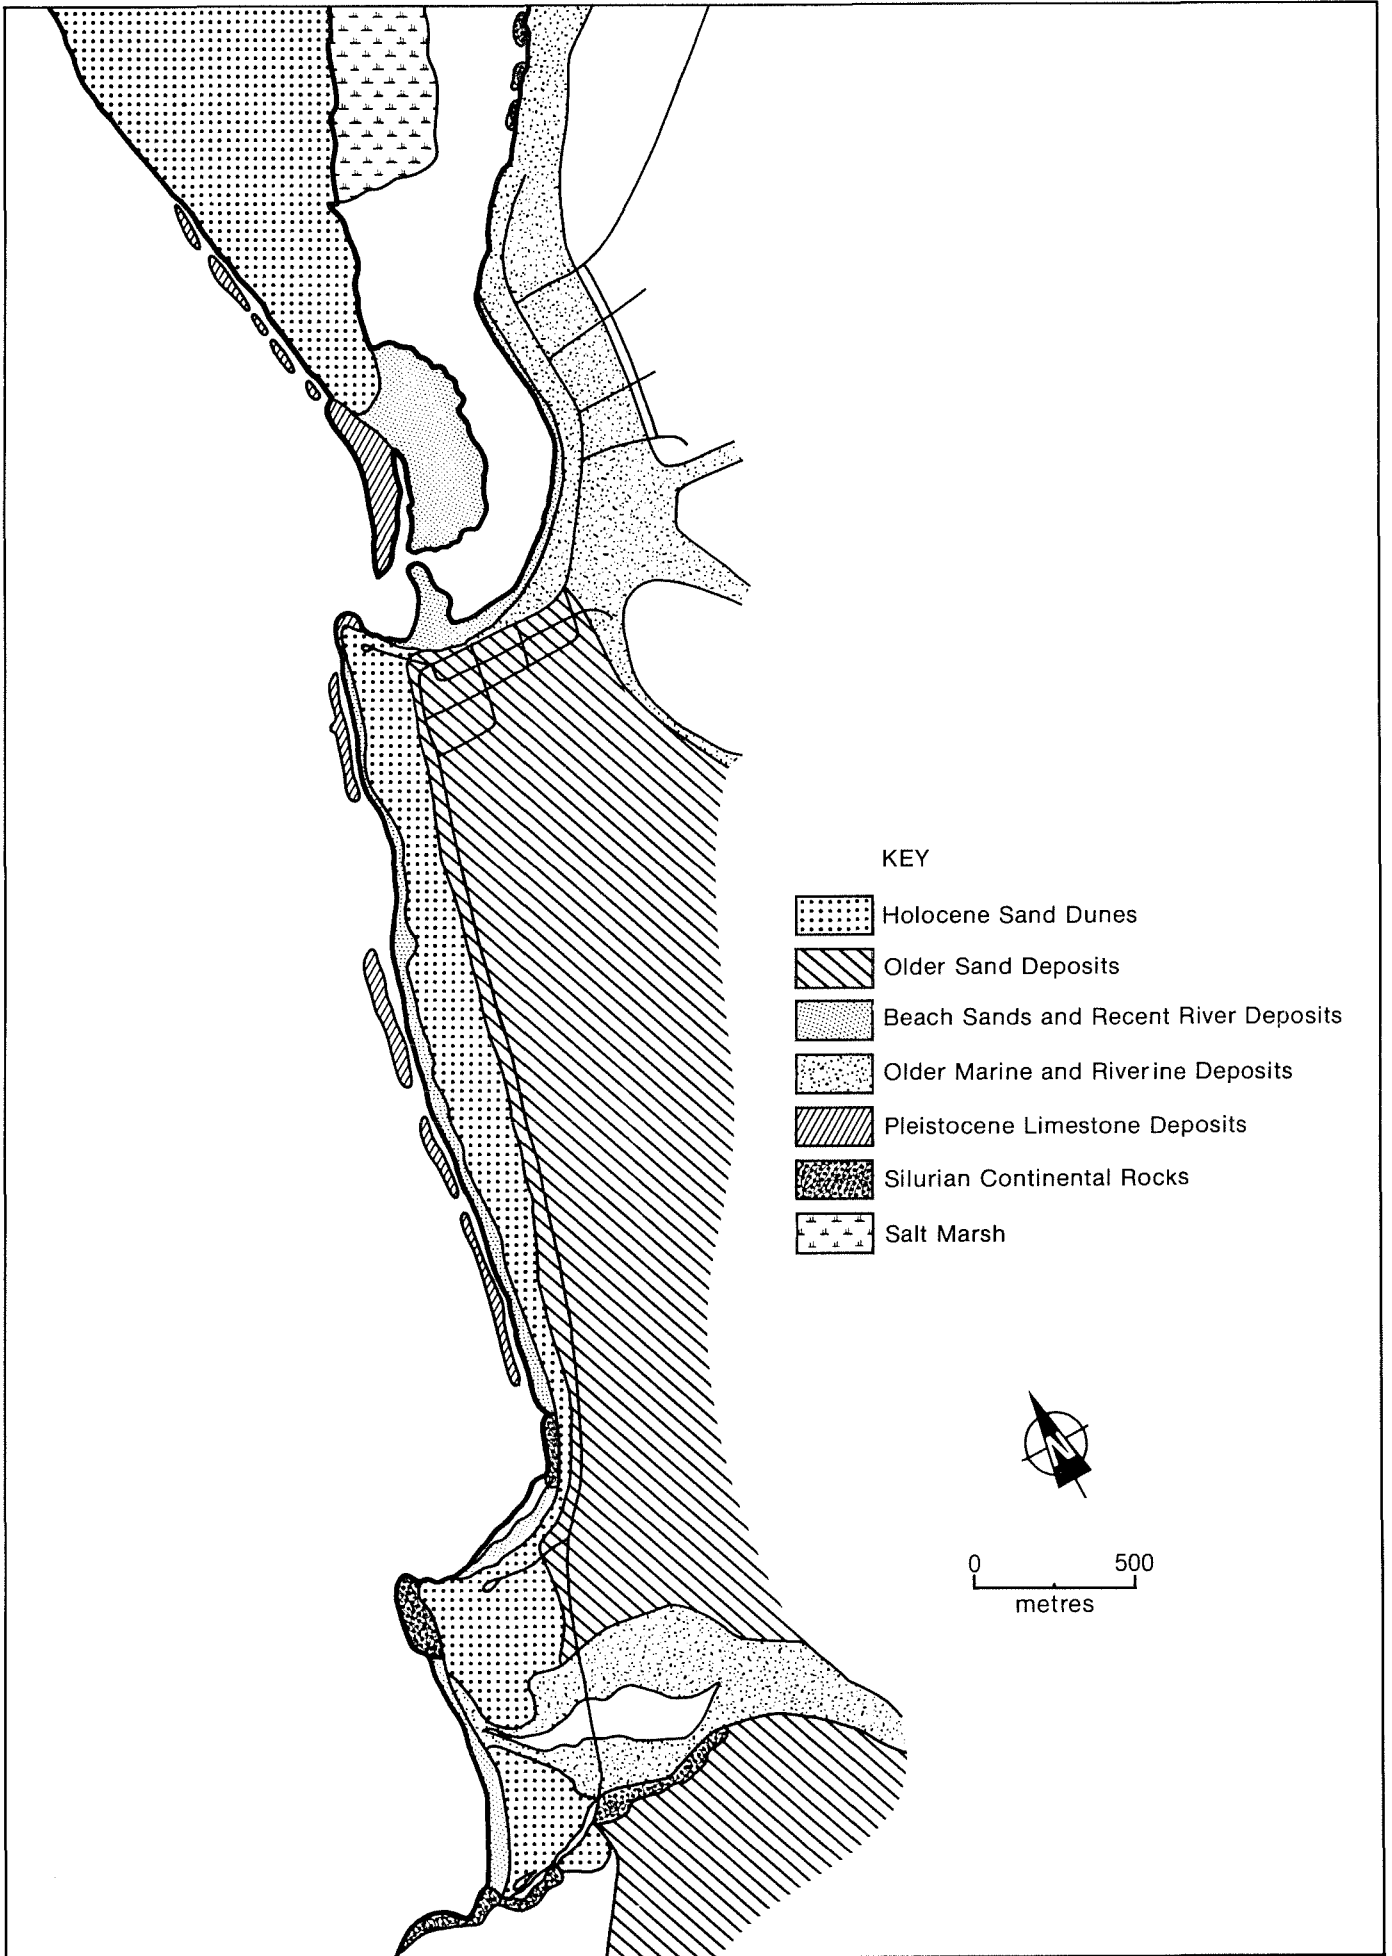 KEY
Holocene Sand Dunes
Older Sand Deposits
Beach Sands and Recent River Deposits
Older Marine and Riverine Deposits
Pleistocene Limestone Deposits
Silurian Continental Rocks
Salt Marsh
N
0 500
metres